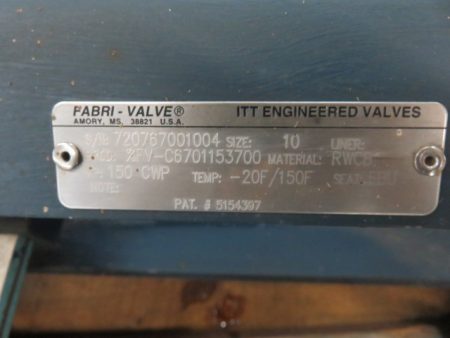 FABRI-VALVE® ITT ENGINEERED VALVES
AMORY, MS, 38821 U.S.A.
S/N: 720767001004 SIZE: 10 LINER:
MOD: XFV-C6701153700 MATERIAL: RWCB
150 CWP TEMP: -20F/150F SEAT:
NOTE:
PAT. # 5154397